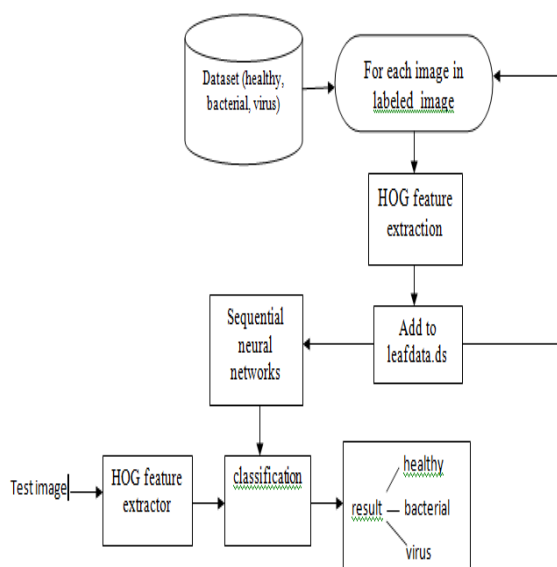 Dataset (healthy,
bacterial, virus)
For each image in
labeled image
HOG feature
extraction
Add to
leafdata.ds
Sequential
neural
networks
Test image
HOG feature
extractor
classification
healthy
result
bacterial
virus